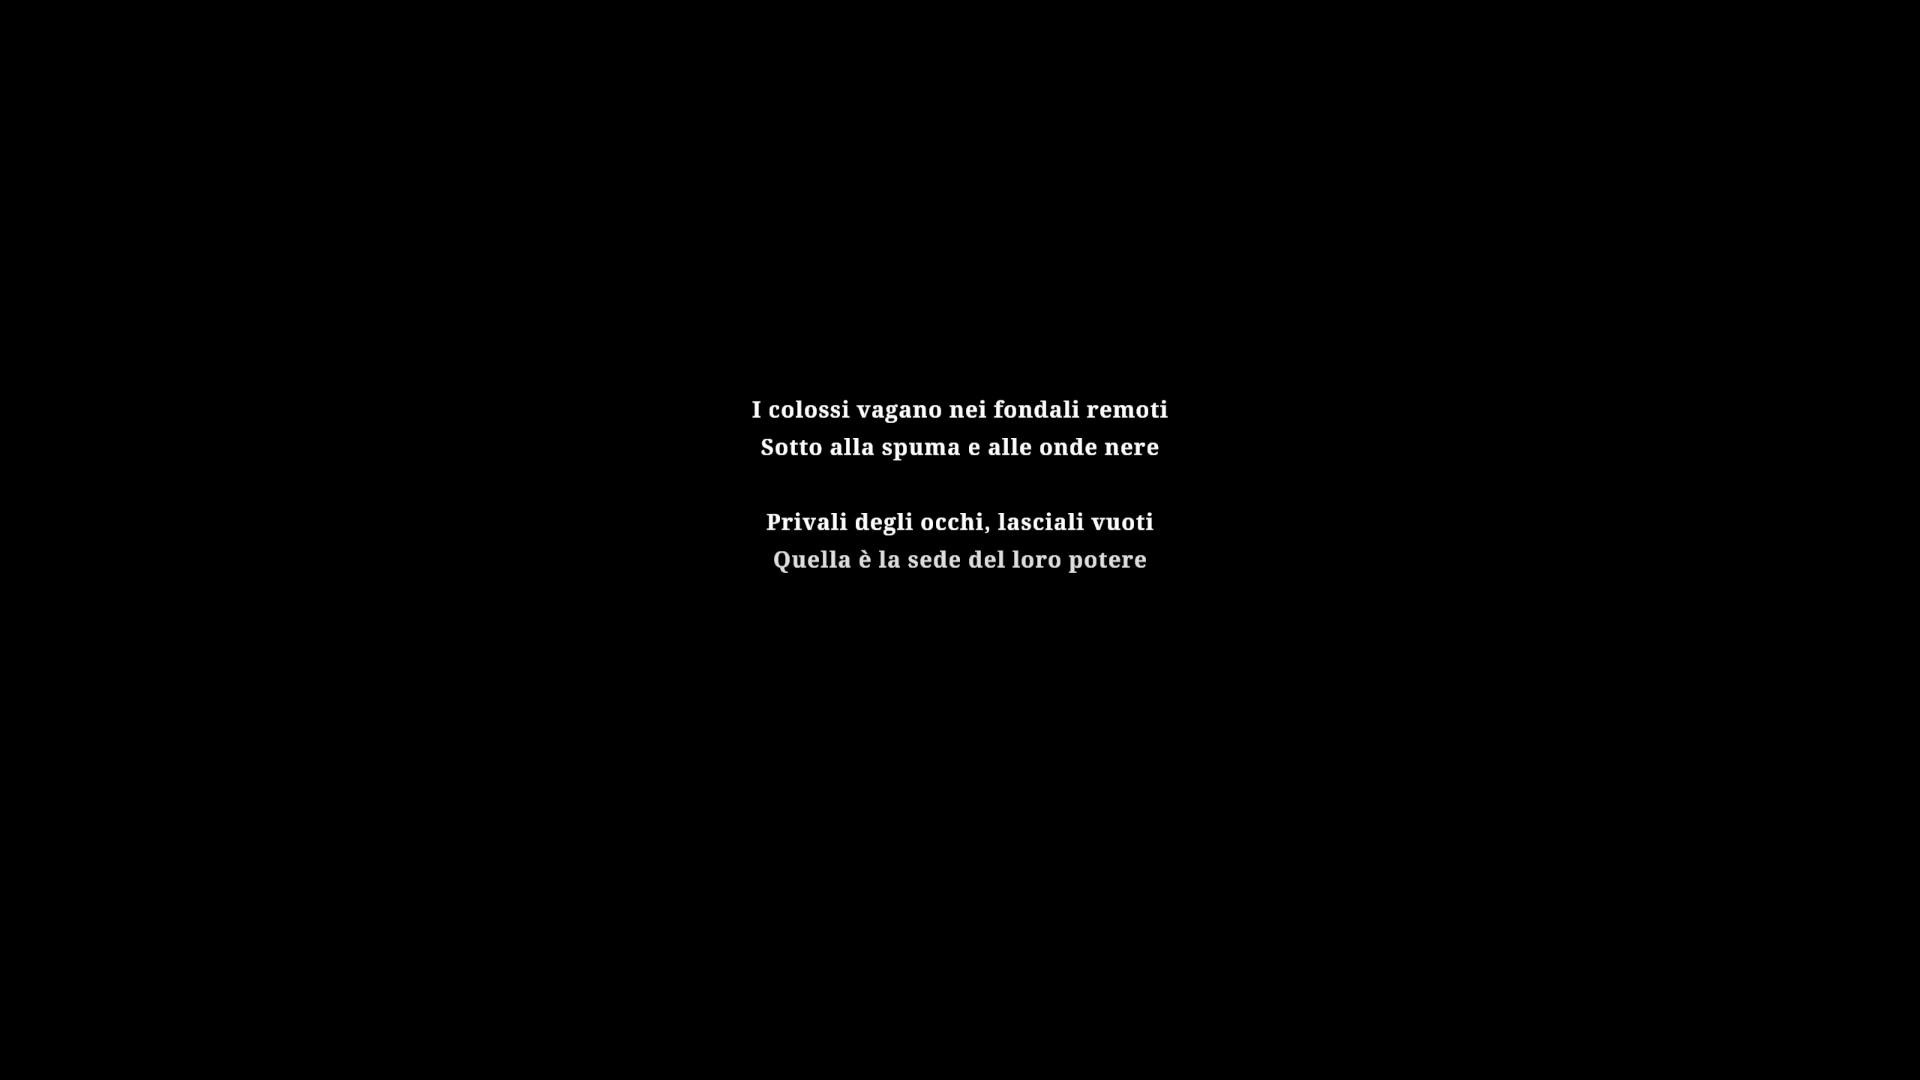 I colossi vagano nei fondali remoti
Sotto alla spuma e alle onde nere
Privali degli occhi, lasciali vuoti
Quella è la sede del loro potere